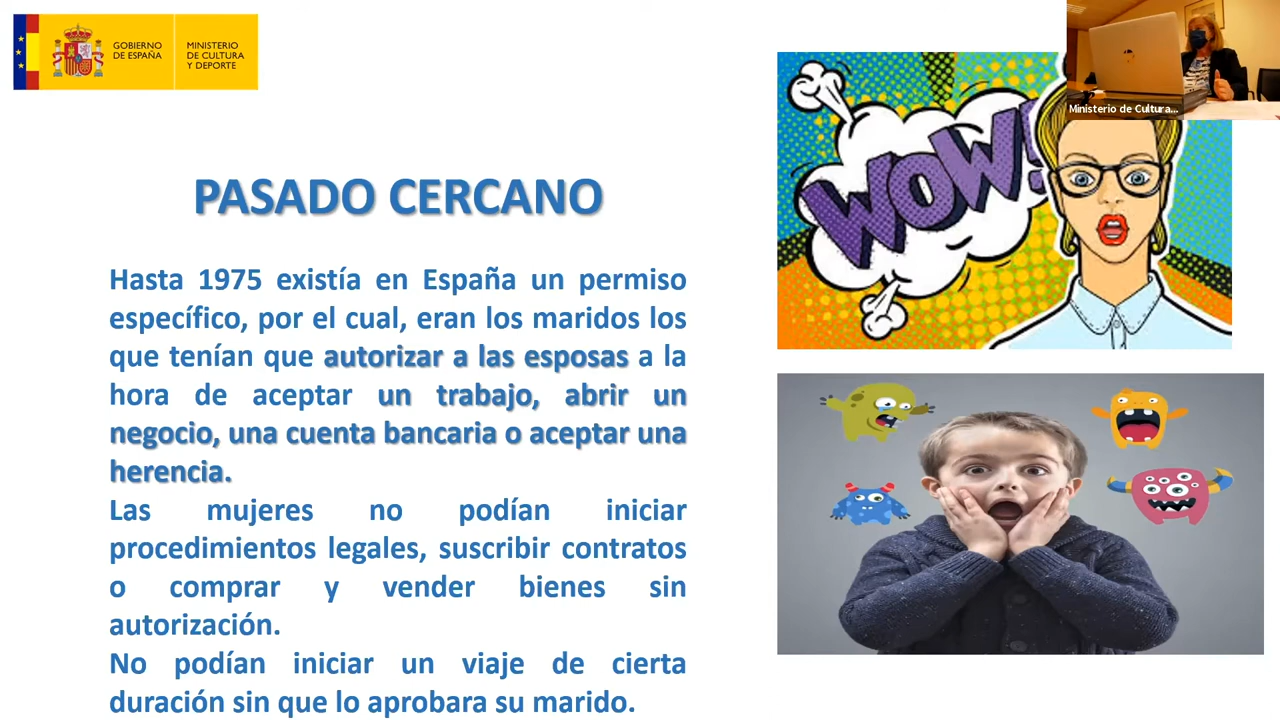 GOBIERNO
DE ESPAÑA
MINISTERIO
DE CULTURA
Y DEPORTE
Ministerio de Cultura...
WOW!
PASADO CERCANO
Hasta 1975 existía en España un permiso
específico, por el cual, eran los maridos los
que tenían que autorizar a las esposas a la
hora de aceptar un trabajo, abrir un
negocio, una cuenta bancaria o aceptar una
herencia.
Las mujeres no podían iniciar
procedimientos legales, suscribir contratos
o comprar y vender bienes sin
autorización.
No podían iniciar un viaje de cierta
duración sin que lo aprobara su marido.